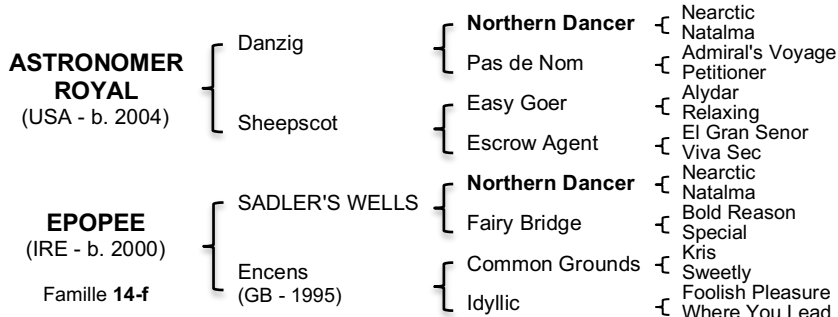 ASTRONOMER
ROYAL
(USA - b. 2004)
Danzig
Sheepscot
Northern Dancer
Pas de Nom
Easy Goer
Escrow Agent
Nearctic
Natalma
Admiral's Voyage
Petitioner
Alydar
Relaxing
El Gran Senor
Viva Sec
EPOPEE
(IRE - b. 2000)
Famille 14-f
SADLER'S WELLS
Encens
(GB - 1995)
Northern Dancer
Fairy Bridge
Common Grounds
Idyllic
Nearctic
Natalma
Bold Reason
Special
Kris
Sweetly
Foolish Pleasure
Where You Lead